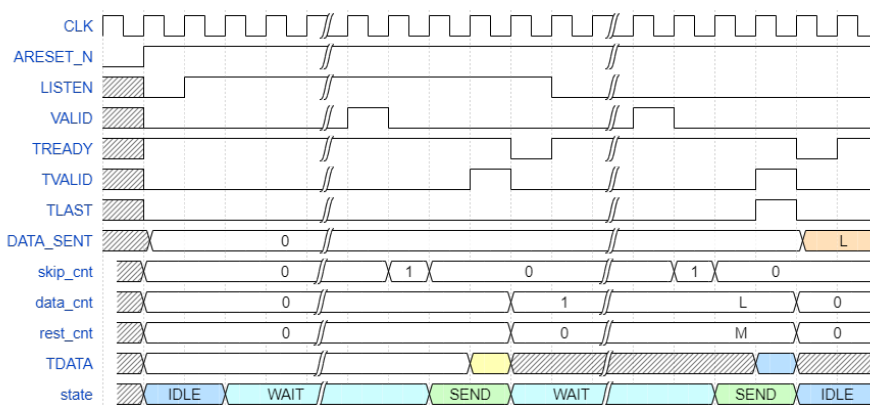 CLK
ARESET_N
LISTEN
VALID
TREADY
TVALID
TLAST
DATA_SENT 0 L
skip_cnt 0 1 0 1 0
data_cnt 0 1 L 0
rest_cnt 0 0 M 0
TDATA
state IDLE WAIT SEND WAIT SEND IDLE